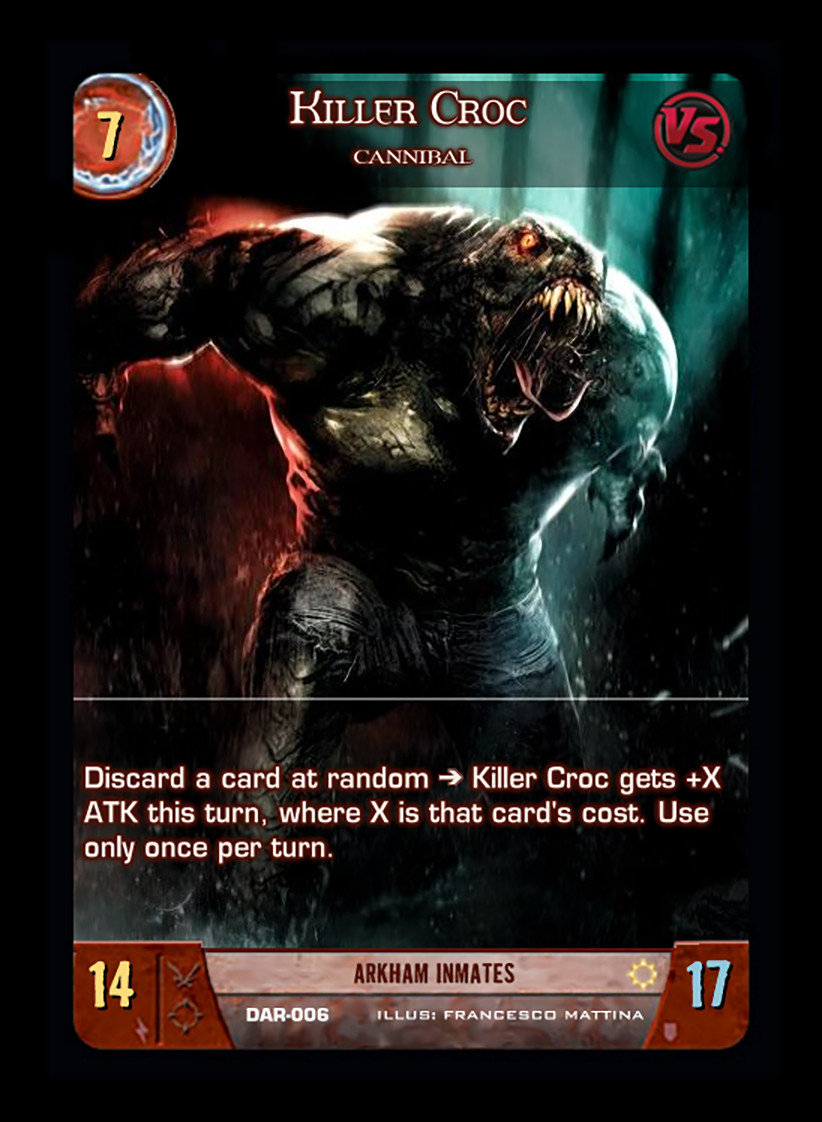 7
Killer Croc
VS.
CANNIBAL
Discard a card at random ➔ Killer Croc gets +X
ATK this turn, where X is that card's cost. Use
only once per turn.
14
ARKHAM INMATES
17
DAR-006 ILLUS: FRANCESCO MATTINA